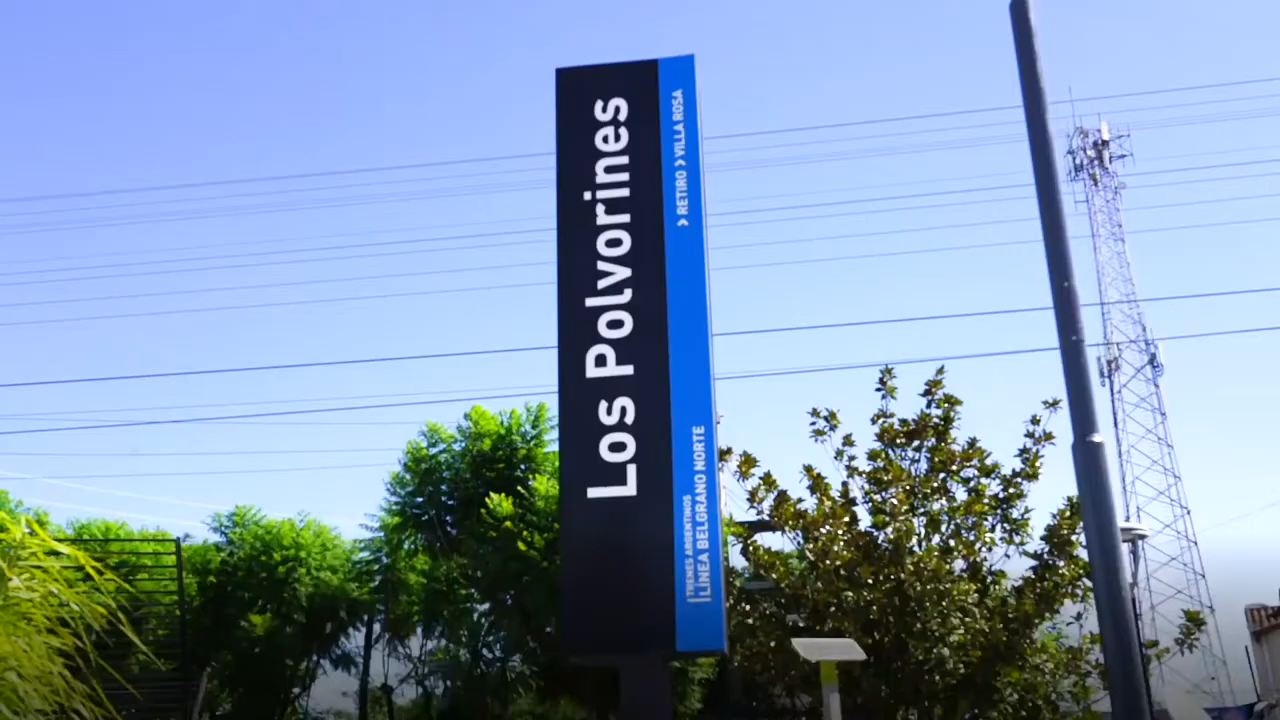 Los Polvorines
› RETIRO › VILLA ROSA
TRENES ARGENTINOS
LÍNEA BELGRANO NORTE